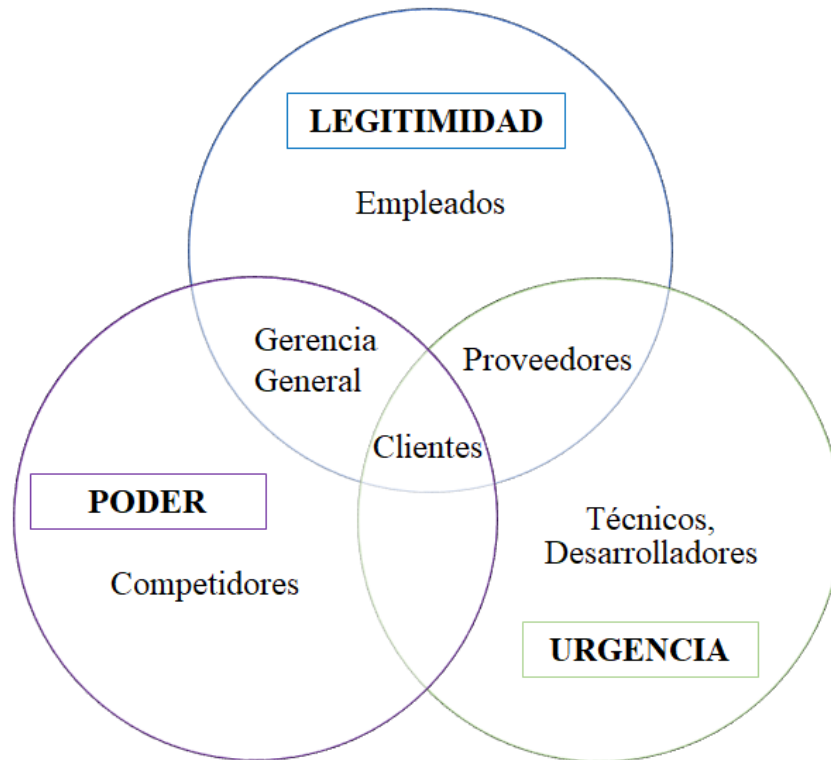 LEGITIMIDAD
Empleados
Gerencia
General
Proveedores
Clientes
PODER
Competidores
Técnicos,
Desarrolladores
URGENCIA